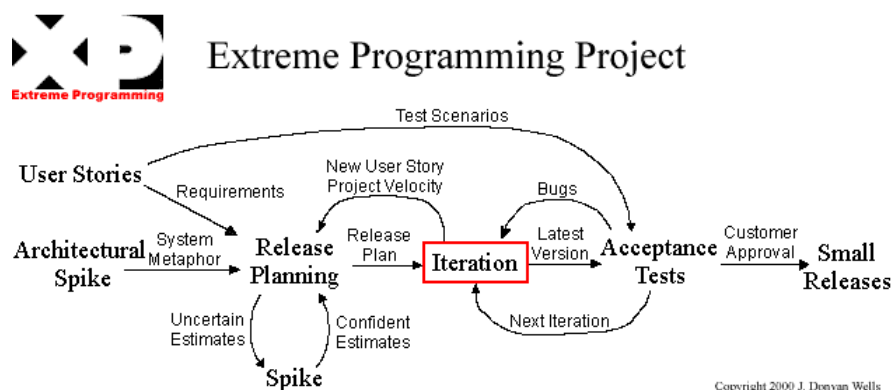 XP
Extreme Programming
Extreme Programming Project
Test Scenarios
User Stories
Requirements
New User Story
Project Velocity
Bugs
Architectural
Spike
System
Metaphor
Release
Planning
Release
Plan
Iteration
Latest
Version
Acceptance
Tests
Customer
Approval
Small
Releases
Uncertain
Estimates
Confident
Estimates
Next Iteration
Spike
Copyright 2000 J. Donvan Wells